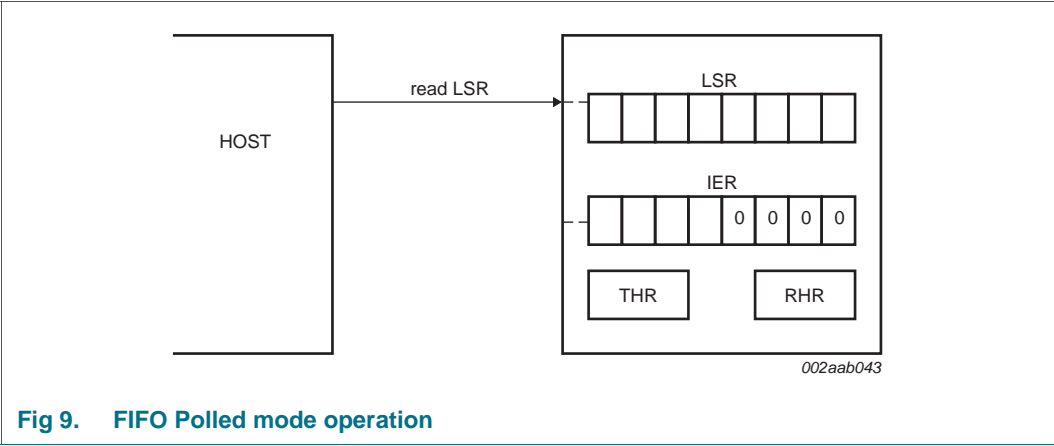 LSR
read LSR
HOST
IER
0 0 0 0
THR RHR
002aab043
Fig 9. FIFO Polled mode operation